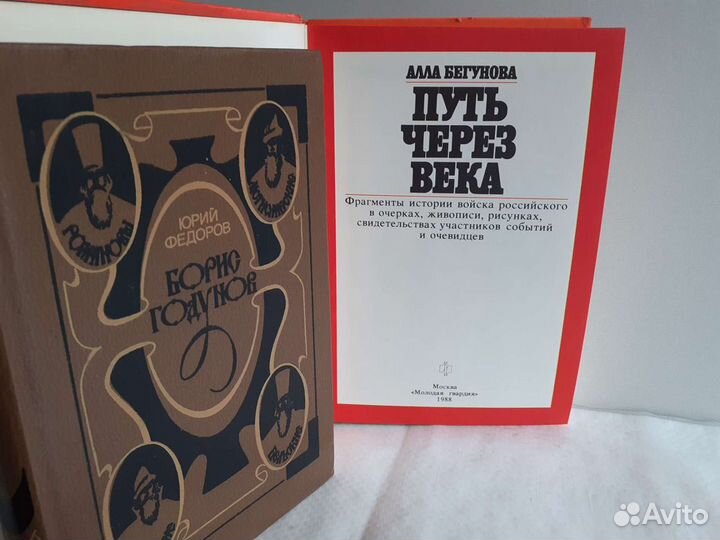 РОМАНОВЫ
ЮРИЙ
ФЕДОРОВ
БОРИС
ГОДУНОВ
АЛЛА БЕГУНОВА
ПУТЬ
ЧЕРЕЗ
ВЕКА
Фрагменты истории войска российского
в очерках, живописи, рисунках,
свидетельствах участников событий
и очевидцев
Москва
«Молодая гвардия»
1988
Avito